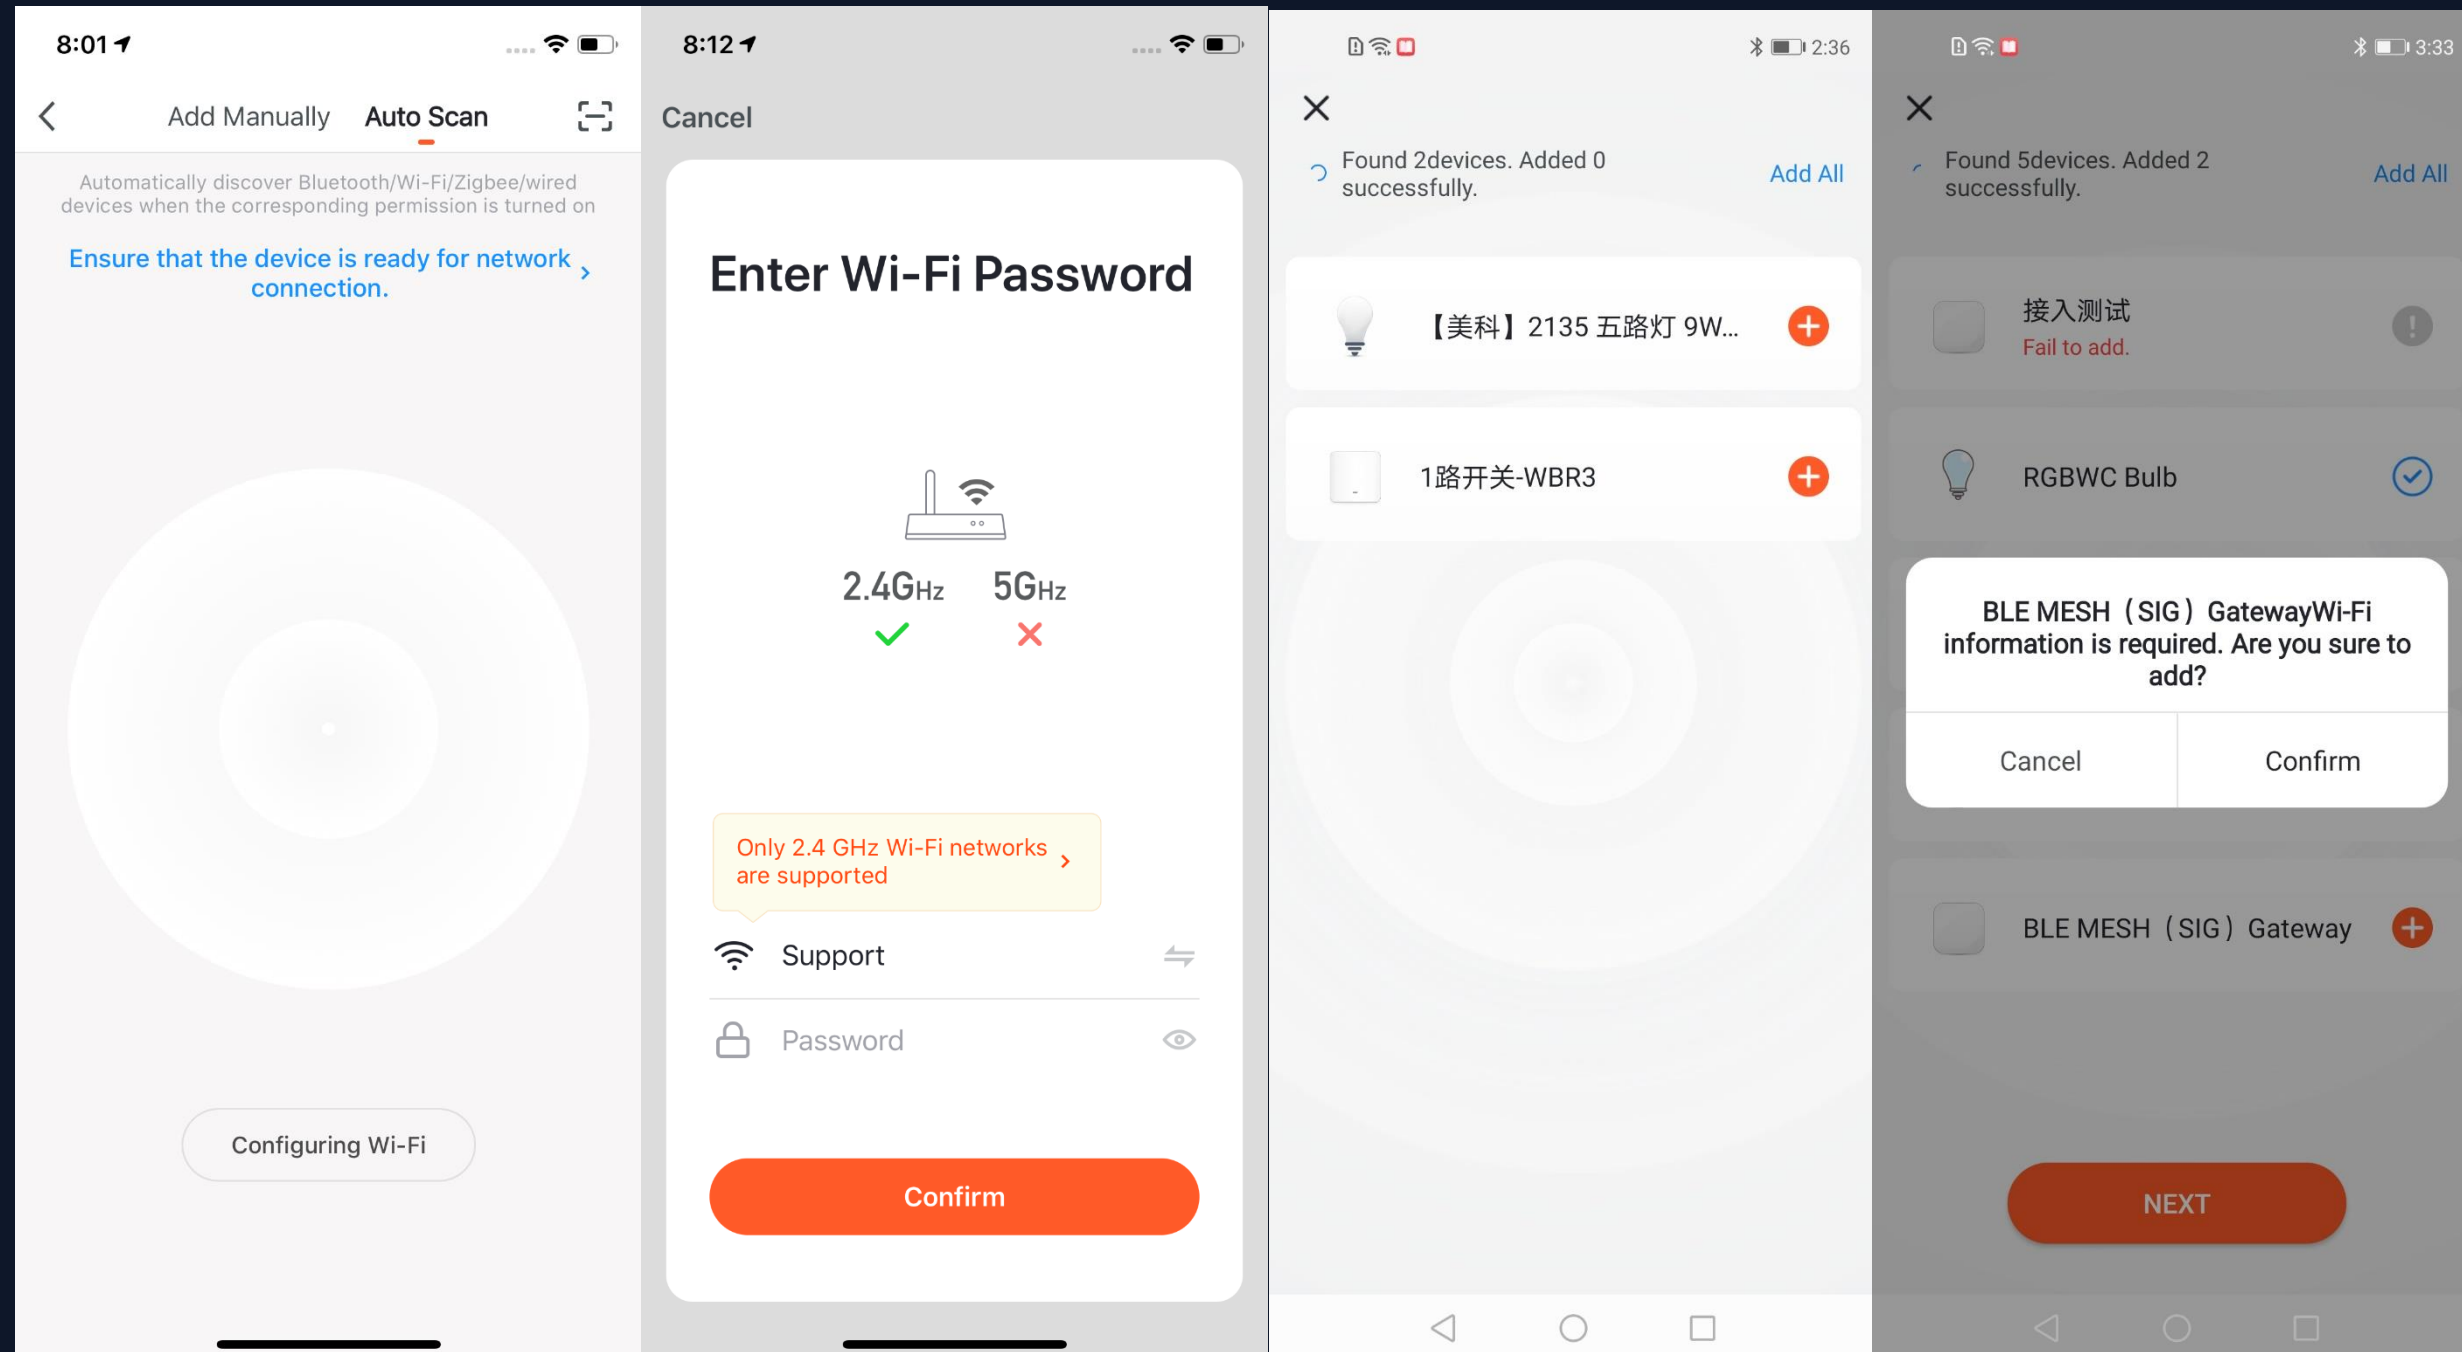 8:01
Add Manually
Auto Scan
Automatically discover Bluetooth/Wi-Fi/Zigbee/wired
devices when the corresponding permission is turned on
Ensure that the device is ready for network
connection.
Configuring Wi-Fi
8:12
Cancel
Enter Wi-Fi Password
2.4GHz
5GHz
Only 2.4 GHz Wi-Fi networks
are supported
Support
Password
Confirm
2:36
Found 2devices. Added 0
successfully.
Add All
【美科】2135 五路灯 9W...
1路开关-WBR3
3:33
Found 5devices. Added 2
successfully.
Add All
接入测试
Fail to add.
RGBWC Bulb
BLE MESH（SIG）GatewayWi-Fi
information is required. Are you sure to
add?
Cancel
Confirm
BLE MESH（SIG）Gateway
NEXT